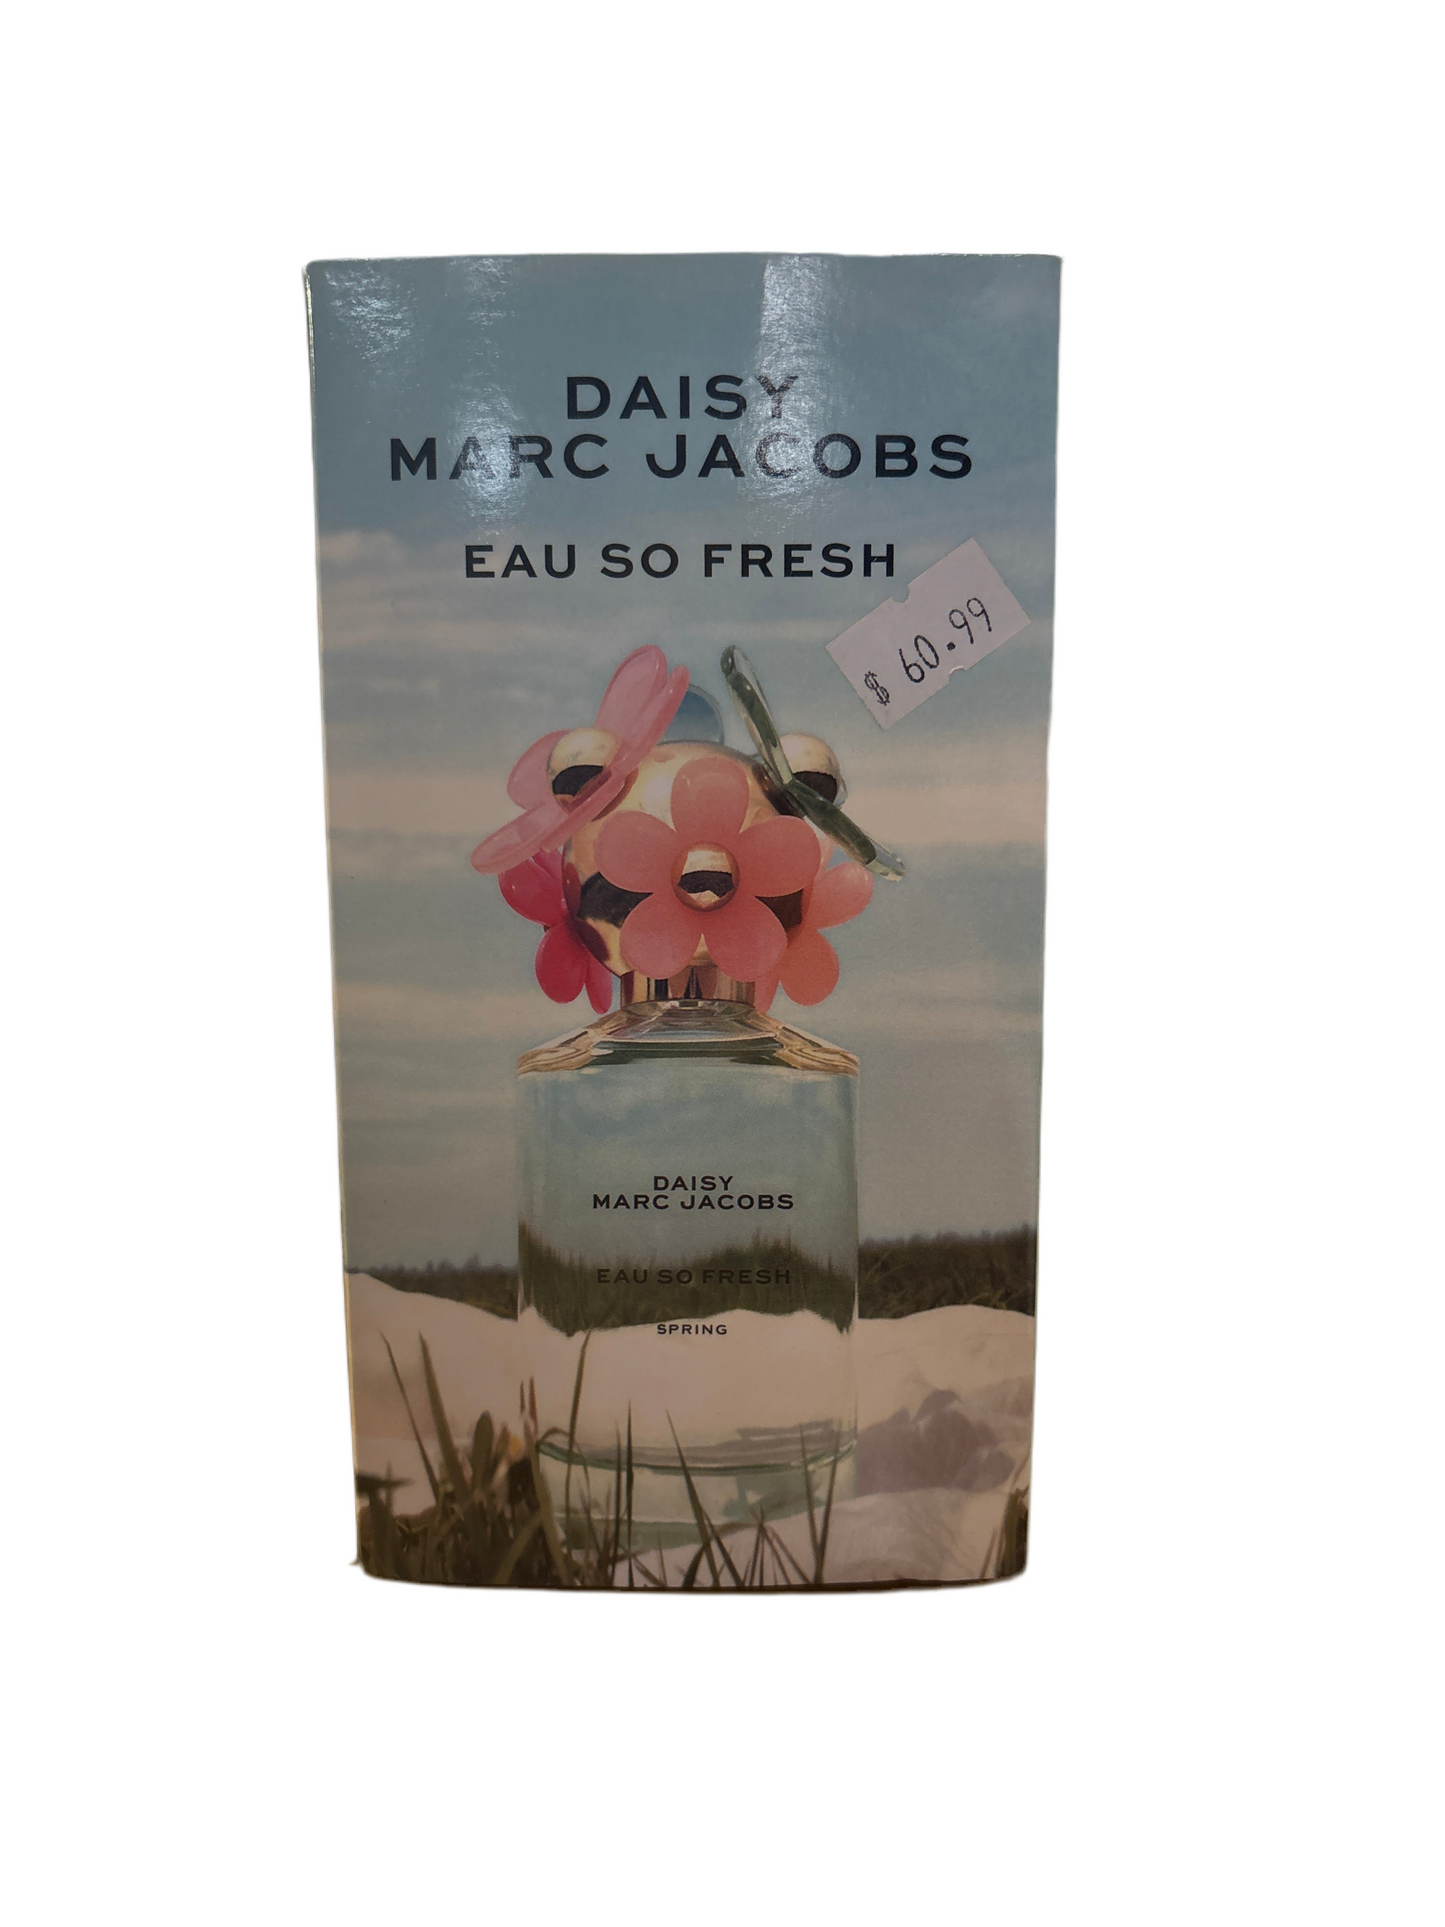 DAISY
MARC JACOBS
EAU SO FRESH
$ 60.99
DAISY
MARC JACOBS
EAU SO FRESH
SPRING